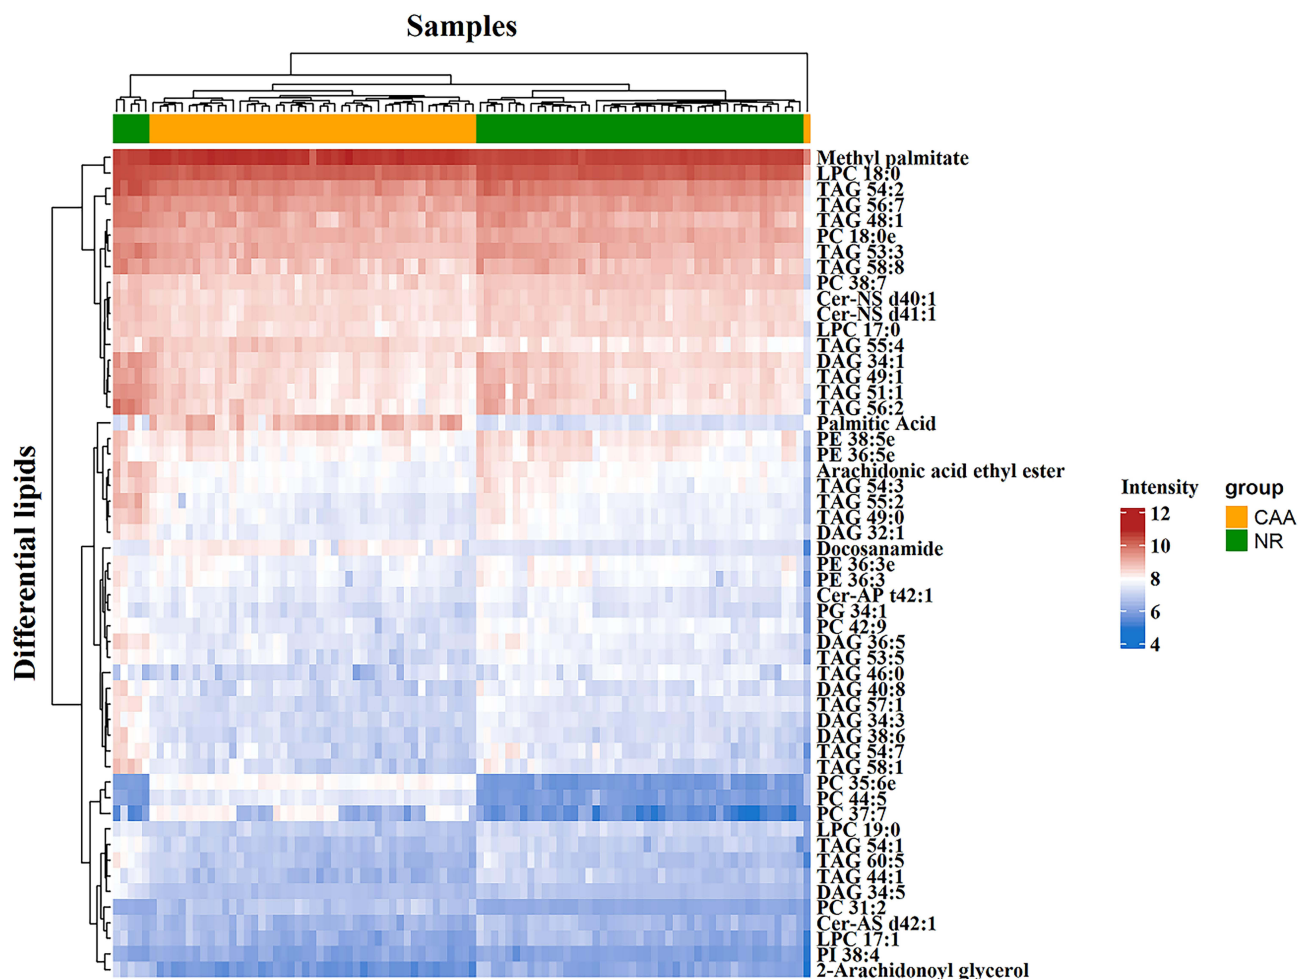 Samples
Differential lipids
Methyl palmitate
LPC 18:0
TAG 54:2
TAG 56:7
TAG 48:1
PC 18:0e
TAG 53:3
TAG 58:8
PC 38:7
Cer-NS d40:1
Cer-NS d41:1
LPC 17:0
TAG 55:4
DAG 34:1
TAG 49:1
TAG 51:1
TAG 56:2
Palmitic Acid
PE 38:5e
PE 36:5e
Arachidonic acid ethyl ester
TAG 54:3
TAG 55:2
TAG 49:0
DAG 32:1
Docosanamide
PE 36:3e
PE 36:3
Cer-AP t42:1
PG 34:1
PC 42:9
DAG 36:5
TAG 53:5
TAG 46:0
DAG 40:8
TAG 57:1
DAG 34:3
DAG 38:6
TAG 54:7
TAG 58:1
PC 35:6e
PC 44:5
PC 37:7
LPC 19:0
TAG 54:1
TAG 60:5
TAG 44:1
DAG 34:5
PC 31:2
Cer-AS d42:1
LPC 17:1
PI 38:4
2-Arachidonoyl glycerol
Intensity
12
10
8
6
4
group
CAA
NR